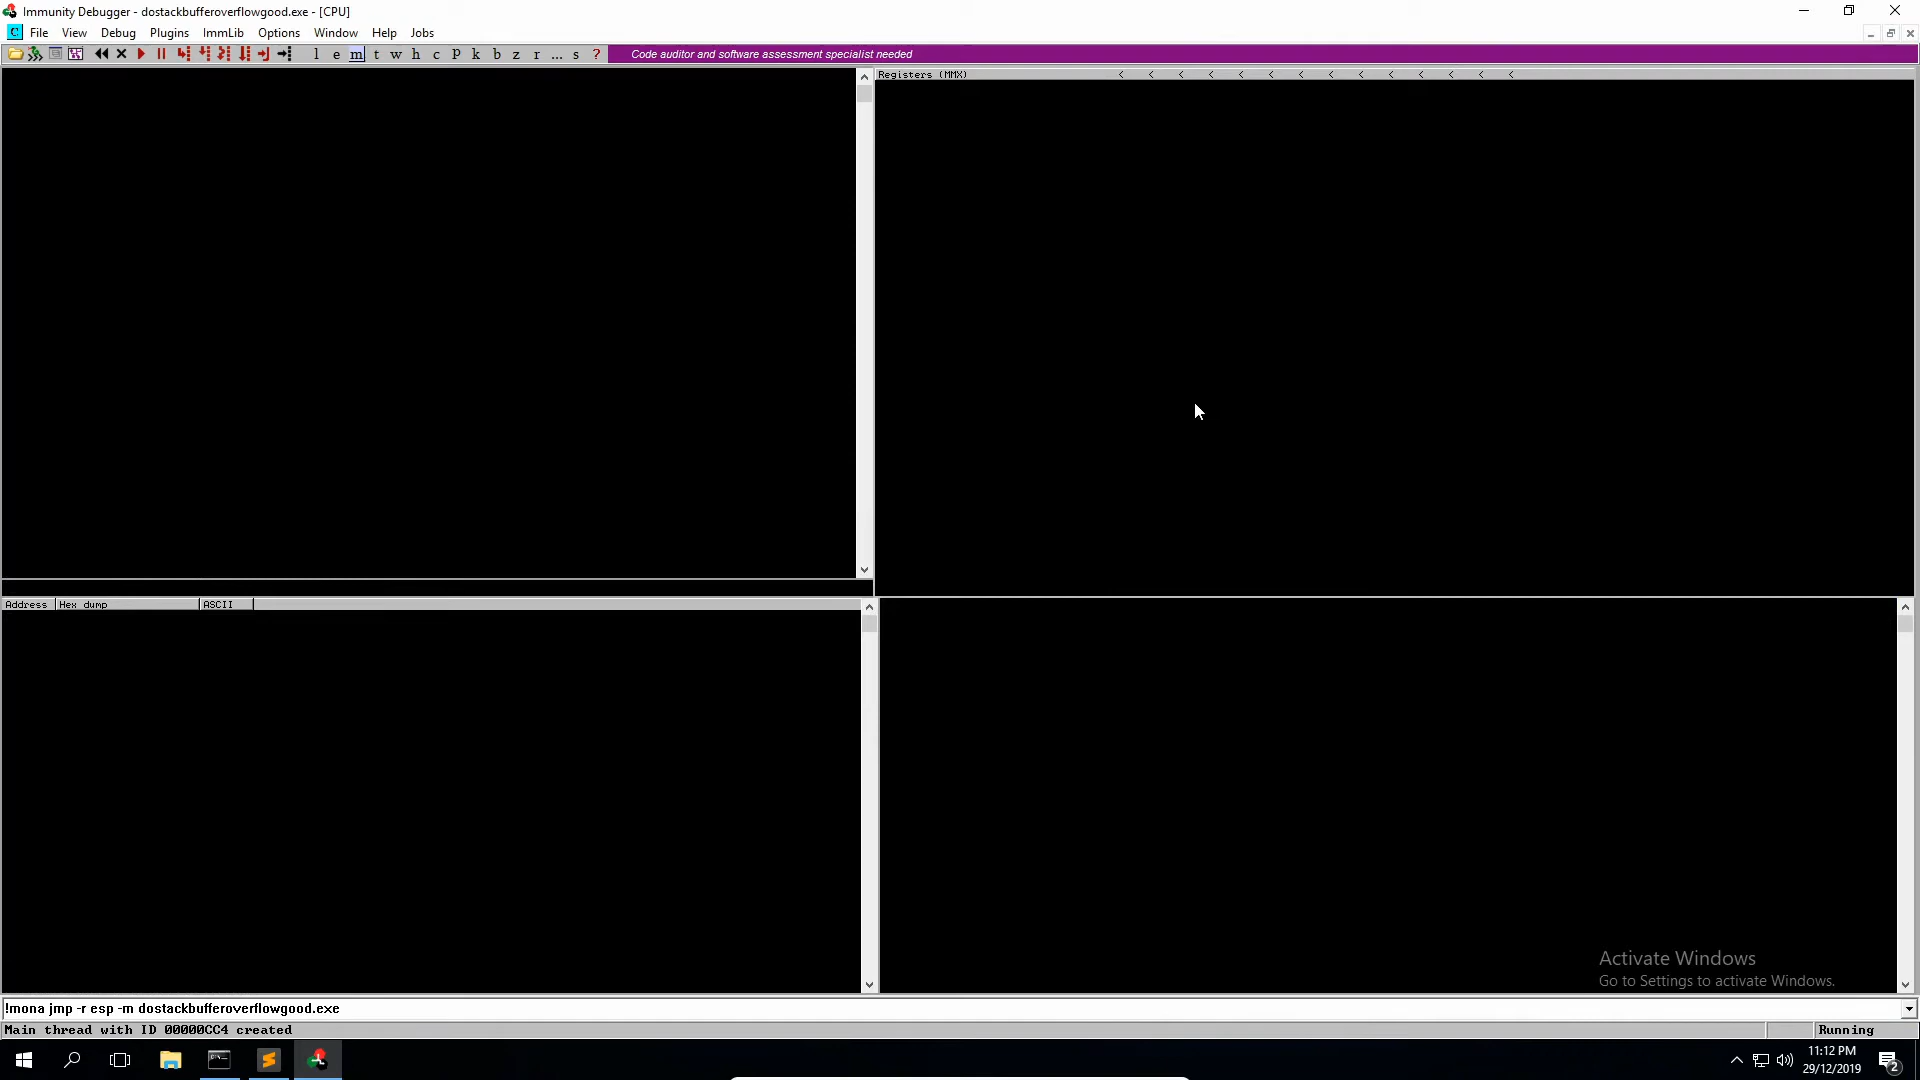 Immunity Debugger - dostackbufferoverflowgood.exe - [CPU]
C File View Debug Plugins ImmLib Options Window Help Jobs
l e m t w h c P k b z r ... s ? Code auditor and software assessment specialist needed
Registers (MMX) < < < < < < < < < < < < < <
Address Hex dump ASCII
Activate Windows
Go to Settings to activate Windows.
!mona jmp -r esp -m dostackbufferoverflowgood.exe
Main thread with ID 00000CC4 created Running
11:12 PM
29/12/2019
2